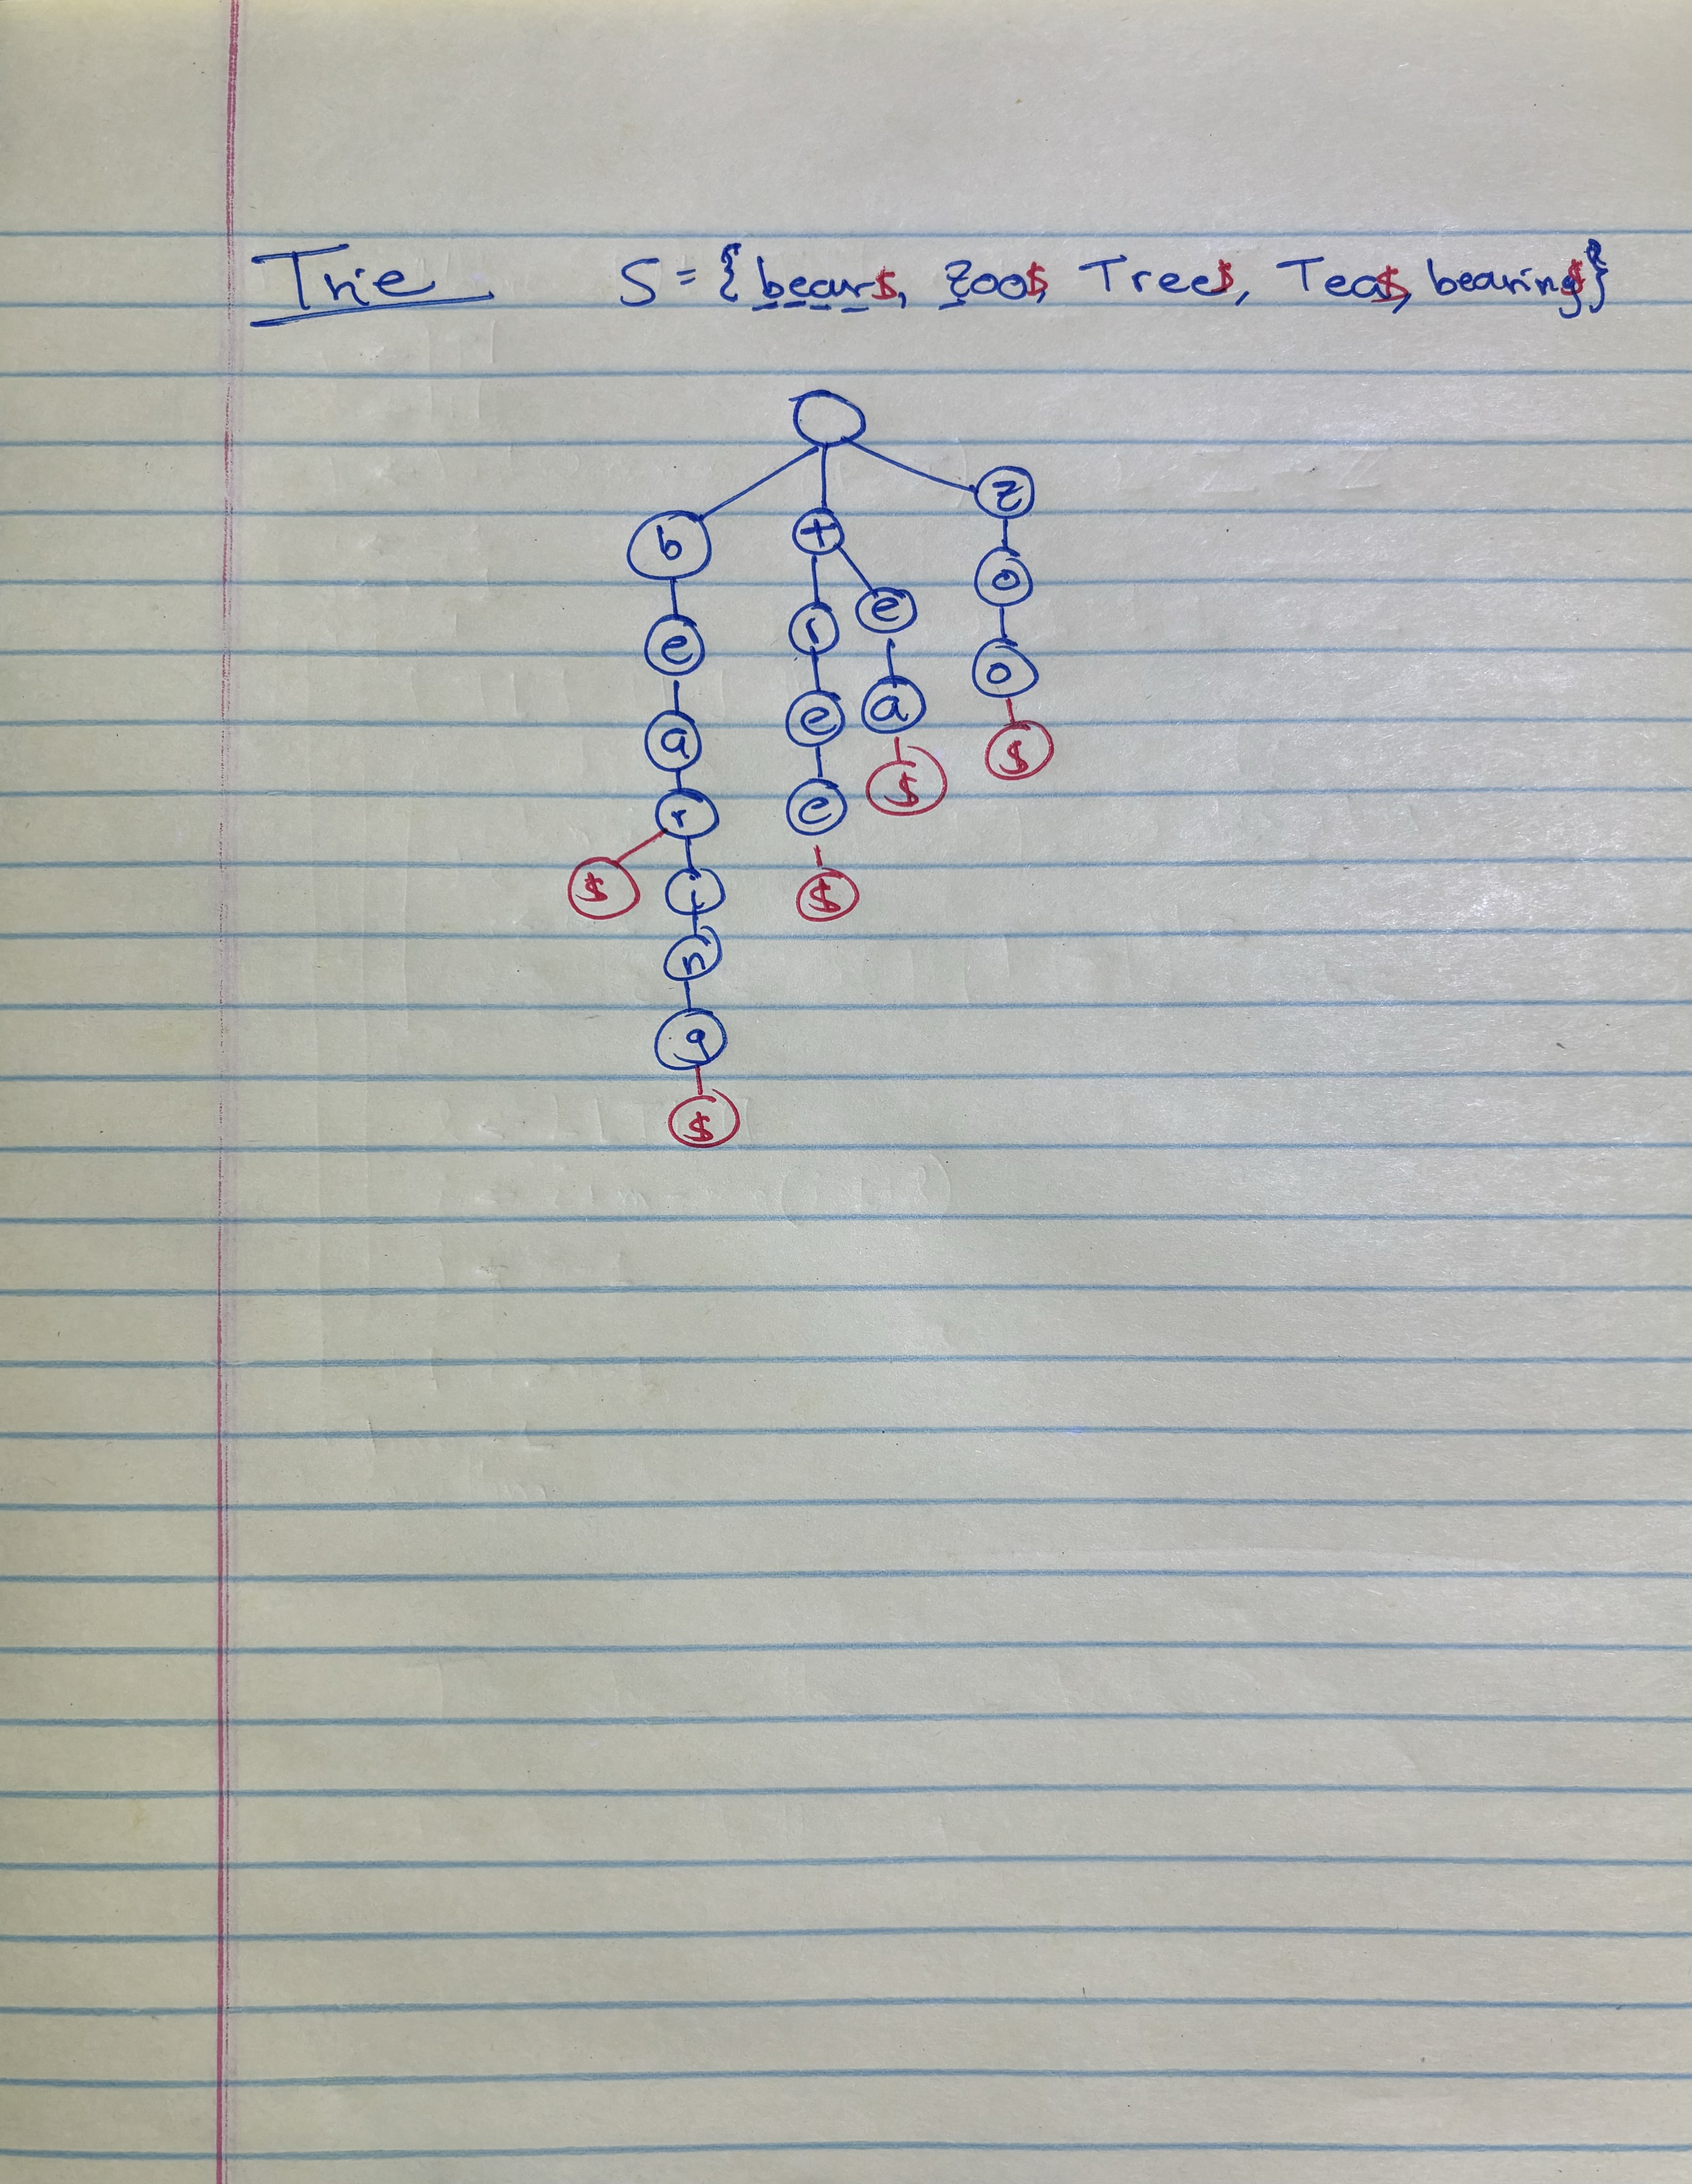 Trie S = {bear$, Zoo$, Tree$, Tea$, bearing$}
z
b t
o
e r e
o
a e a
$
r e $
$ i $
n
g
$